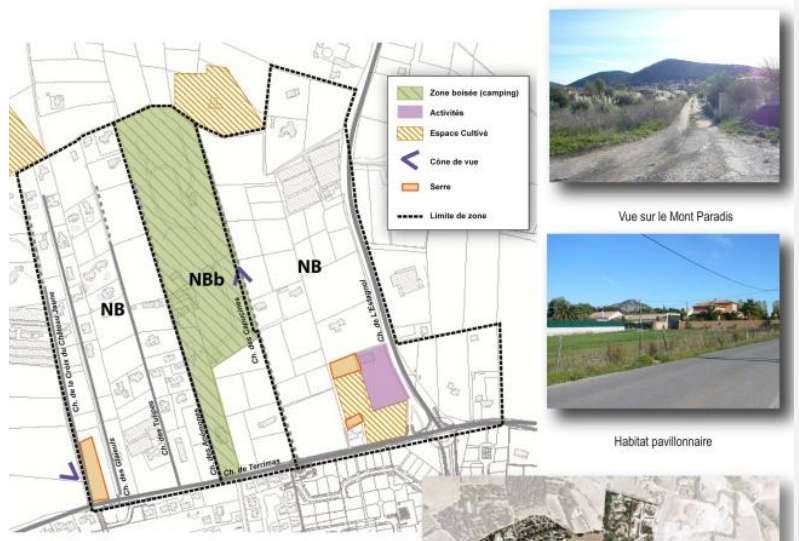 Zone boisée (camping)
Activités
Espace Cultivé
Cône de vue
Serre
Limite de zone
NB
NBb
NB
Ch. de la Croix du Château Jaune
Ch. des Glaieuls
Ch. des Tulipes
Ch. des Anémones
Ch. des Capucines
Ch. de L'Estagnol
Ch. de Terrimas
Vue sur le Mont Paradis
Habitat pavillonnaire